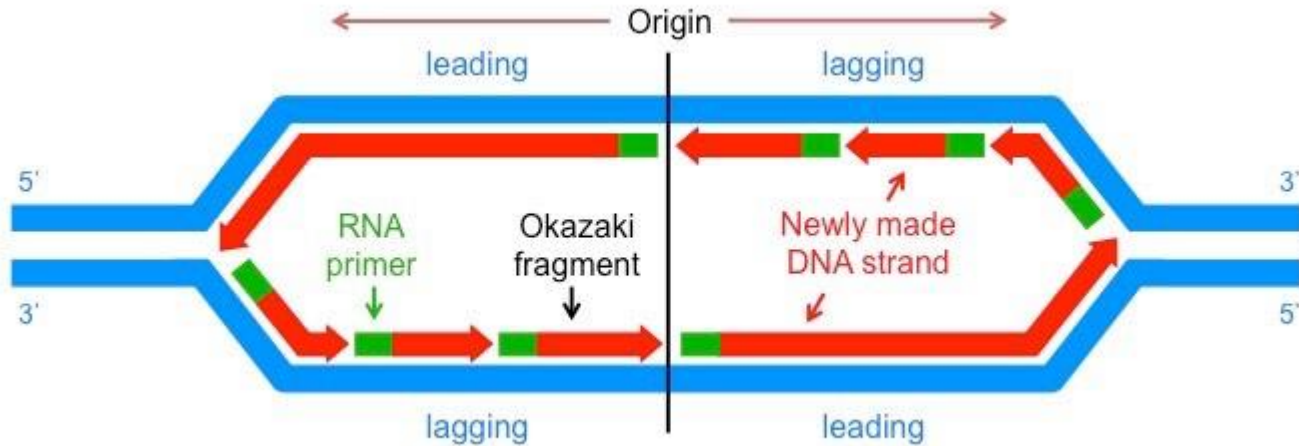 Origin
leading
lagging
5'
3'
RNA
primer
Okazaki
fragment
Newly made
DNA strand
3'
5'
lagging
leading